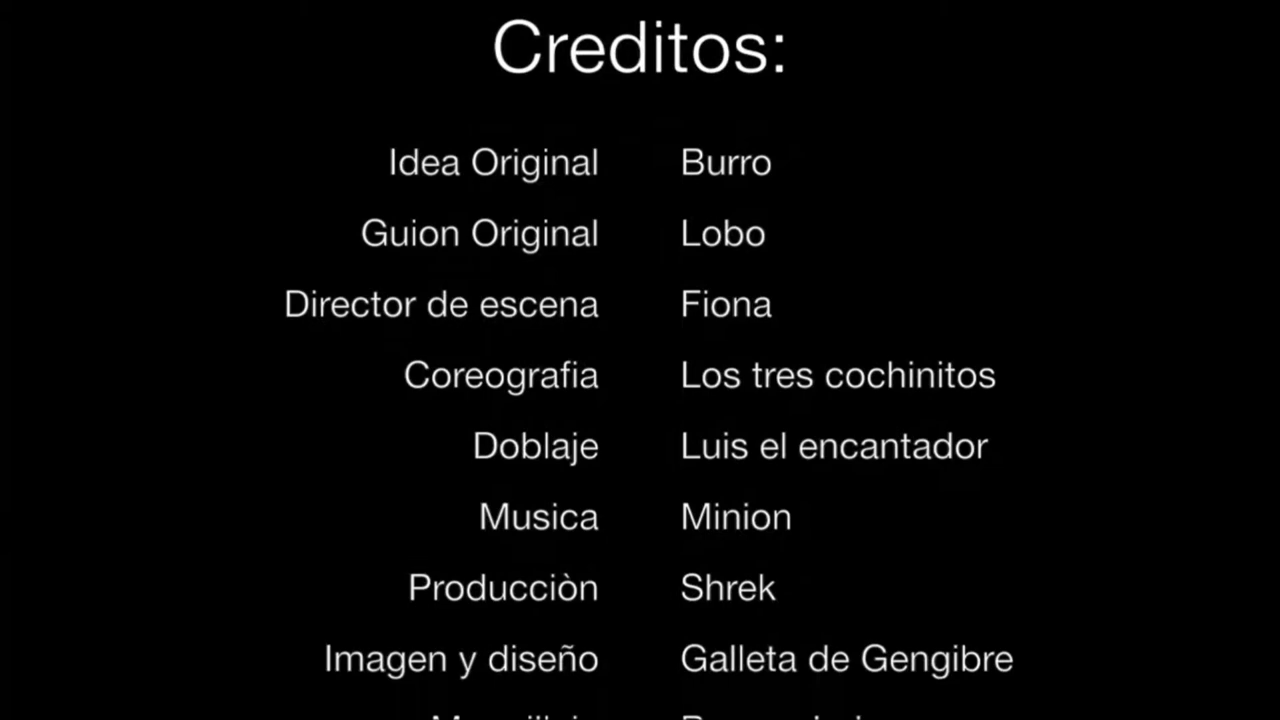 Creditos:
Idea Original Burro
Guion Original Lobo
Director de escena Fiona
Coreografia Los tres cochinitos
Doblaje Luis el encantador
Musica Minion
Producciòn Shrek
Imagen y diseño Galleta de Gengibre